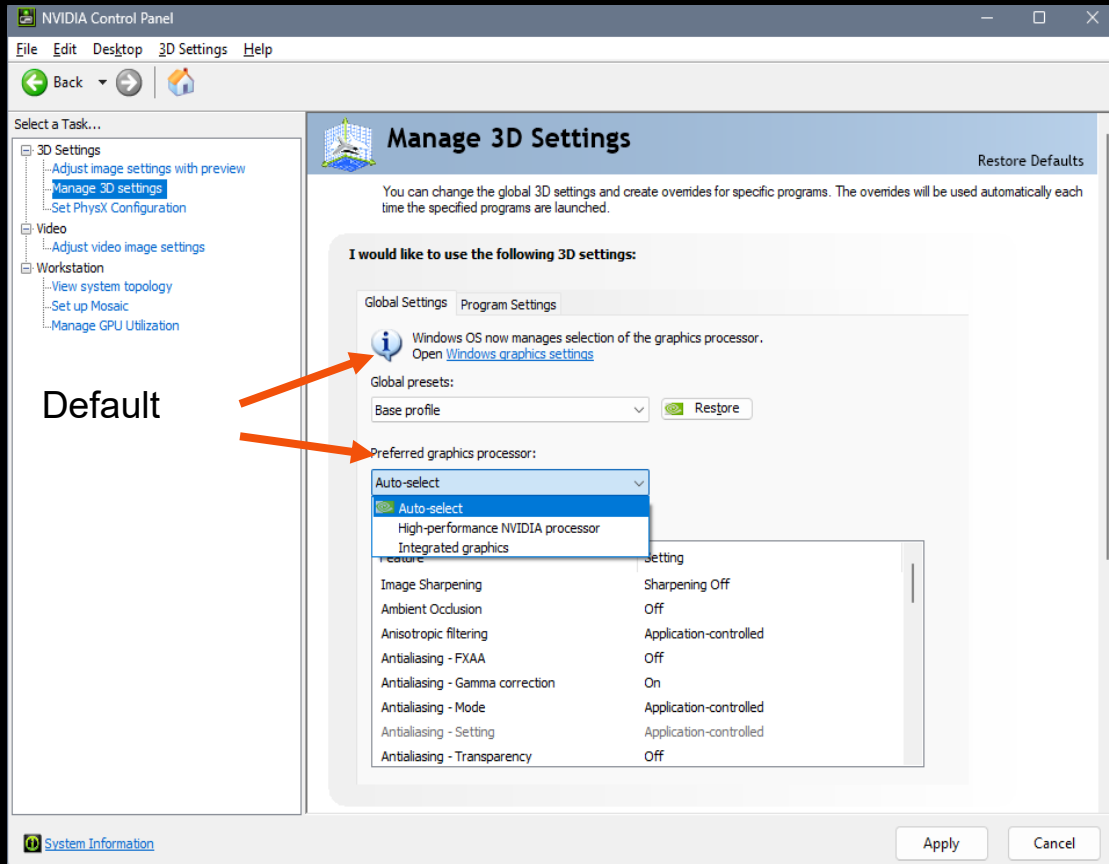 NVIDIA Control Panel
File Edit Desktop 3D Settings Help
Back
Select a Task...
3D Settings
Adjust image settings with preview
Manage 3D settings
Set PhysX Configuration
Video
Adjust video image settings
Workstation
View system topology
Set up Mosaic
Manage GPU Utilization
Default
Manage 3D Settings
Restore Defaults
You can change the global 3D settings and create overrides for specific programs. The overrides will be used automatically each
time the specified programs are launched.
I would like to use the following 3D settings:
Global Settings Program Settings
Windows OS now manages selection of the graphics processor.
Open Windows graphics settings
Global presets:
Base profile Restore
Preferred graphics processor:
Auto-select
Auto-select
High-performance NVIDIA processor
Integrated graphics
Feature Setting
Image Sharpening Sharpening Off
Ambient Occlusion Off
Anisotropic filtering Application-controlled
Antialiasing - FXAA Off
Antialiasing - Gamma correction On
Antialiasing - Mode Application-controlled
Antialiasing - Setting Application-controlled
Antialiasing - Transparency Off
System Information
Apply Cancel